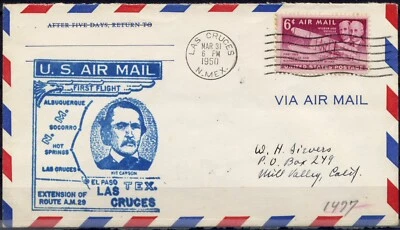 AFTER FIVE DAYS, RETURN TO
U.S. AIR MAIL
FIRST FLIGHT
ALBUQUERQUE
N. M.
SOCORRO
HOT
SPRINGS
LAS CRUCES
KIT CARSON
EL PASO
TEX.
LAS
CRUCES
EXTENSION OF
ROUTE A.M. 29
LAS CRUCES
MAR 31
6 PM
1950
N.MEX.
6¢ AIR MAIL
UNITED STATES POSTAGE
VIA AIR MAIL
W. H. Sievers
P.O. Box 249
Mill Valley, Calif.
1477